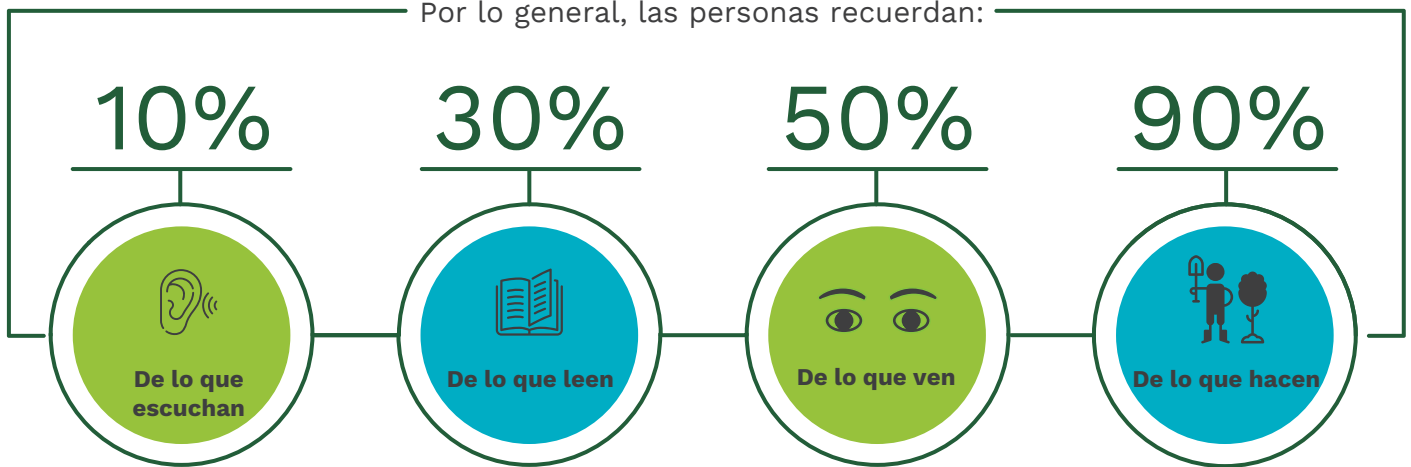 Por lo general, las personas recuerdan:
10%
30%
50%
90%
De lo que
escuchan
De lo que leen
De lo que ven
De lo que hacen